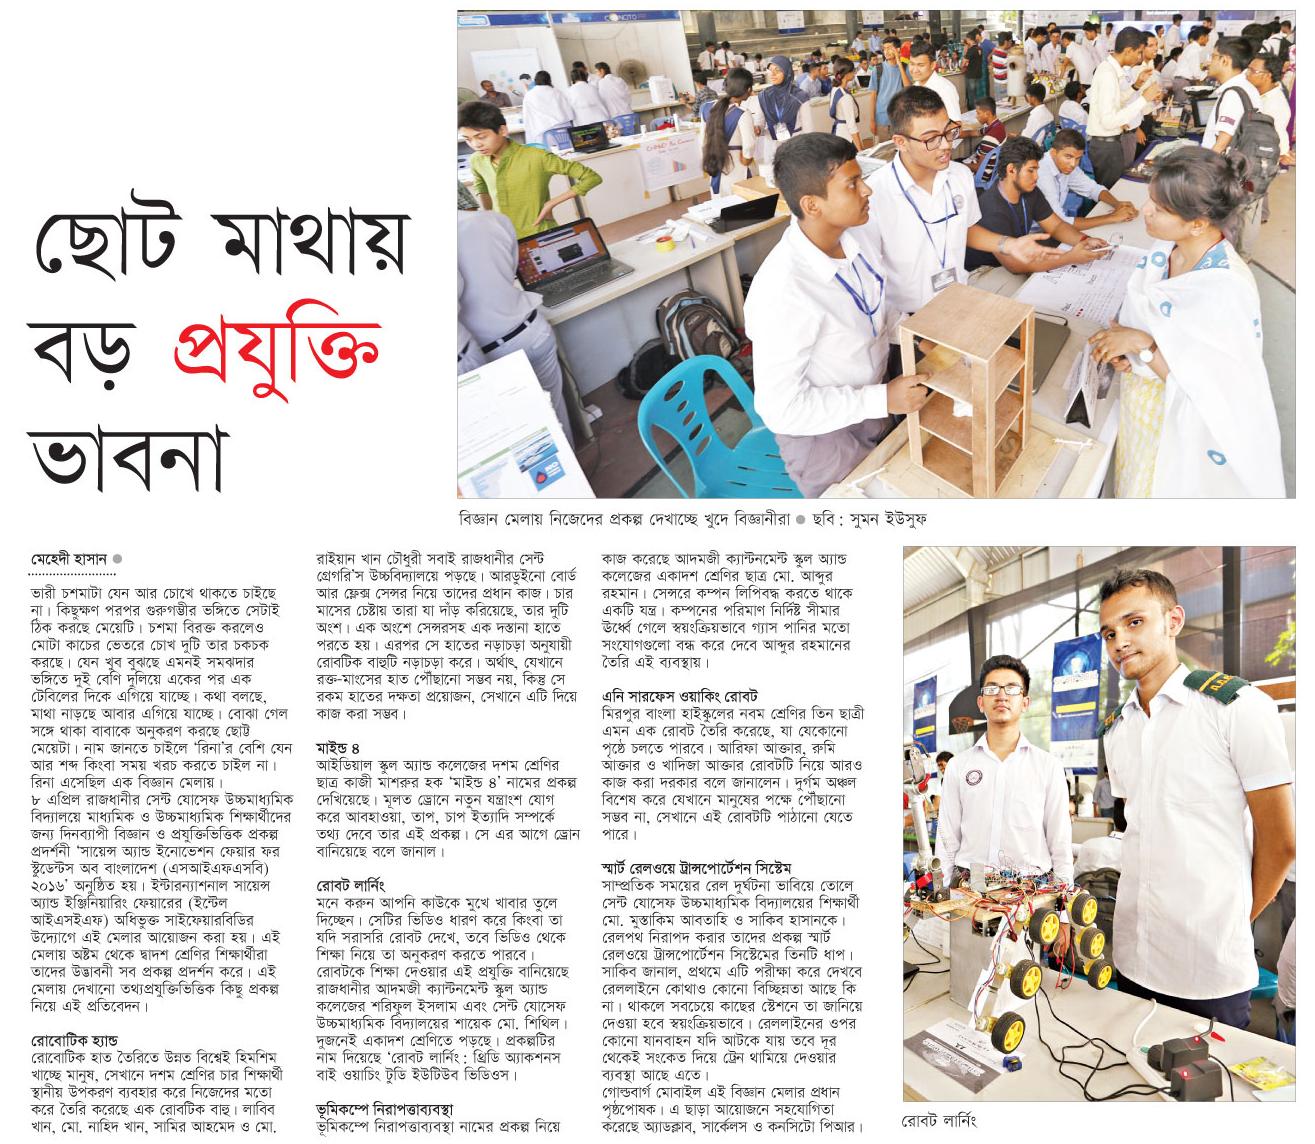 ছোট মাথায়
বড় প্রযুক্তি
ভাবনা
বিজ্ঞান মেলায় নিজেদের প্রকল্প দেখাচ্ছে খুদে বিজ্ঞানীরা ● ছবি : সুমন ইউসুফ
মেহেদী হাসান ●
ভারী চশমাটা যেন আর চোখে থাকতে চাইছে
না। কিছুক্ষণ পরপর গুরুগম্ভীর ভঙ্গিতে সেটাই
ঠিক করছে মেয়েটি। চশমা বিরক্ত করলেও
মোটা কাচের ভেতরে চোখ দুটি তার চকচক
করছে। যেন খুব বুঝছে এমনই সমঝদার
ভঙ্গিতে দুই বেণি দুলিয়ে একের পর এক
টেবিলের দিকে এগিয়ে যাচ্ছে। কথা বলছে,
মাথা নাড়ছে আবার এগিয়ে যাচ্ছে। বোঝা গেল
সঙ্গে থাকা বাবাকে অনুকরণ করছে ছোট্ট
মেয়েটা। নাম জানতে চাইলে ‘রিনা’র বেশি যেন
আর শব্দ কিংবা সময় খরচ করতে চাইল না।
রিনা এসেছিল এক বিজ্ঞান মেলায়।
৮ এপ্রিল রাজধানীর সেন্ট যোসেফ উচ্চমাধ্যমিক
বিদ্যালয়ে মাধ্যমিক ও উচ্চমাধ্যমিক শিক্ষার্থীদের
জন্য দিনব্যাপী বিজ্ঞান ও প্রযুক্তিভিত্তিক প্রকল্প
প্রদর্শনী ‘সায়েন্স অ্যান্ড ইনোভেশন ফেয়ার ফর
স্টুডেন্টস অব বাংলাদেশ (এসআইএফএসবি)
২০১৬’ অনুষ্ঠিত হয়। ইন্টারন্যাশনাল সায়েন্স
অ্যান্ড ইঞ্জিনিয়ারিং ফেয়ারের (ইন্টেল
আইএসইএফ) অধিভুক্ত সাইফেয়ারবিডির
উদ্যোগে এই মেলার আয়োজন করা হয়। এই
মেলায় অষ্টম থেকে দ্বাদশ শ্রেণির শিক্ষার্থীরা
তাদের উদ্ভাবনী সব প্রকল্প প্রদর্শন করে। এই
মেলায় দেখানো তথ্যপ্রযুক্তিভিত্তিক কিছু প্রকল্প
নিয়ে এই প্রতিবেদন।
রোবোটিক হ্যান্ড
রোবোটিক হাত তৈরিতে উন্নত বিশ্বেই হিমশিম
খাচ্ছে মানুষ, সেখানে দশম শ্রেণির চার শিক্ষার্থী
স্থানীয় উপকরণ ব্যবহার করে নিজেদের মতো
করে তৈরি করেছে এক রোবটিক বাহু। লাবিব
খান, মো. নাহিদ খান, সামির আহমেদ ও মো.
রাইয়ান খান চৌধুরী সবাই রাজধানীর সেন্ট
গ্রেগরি’স উচ্চবিদ্যালয়ে পড়ছে। আরডুইনো বোর্ড
আর ফ্লেক্স সেন্সর নিয়ে তাদের প্রধান কাজ। চার
মাসের চেষ্টায় তারা যা দাঁড় করিয়েছে, তার দুটি
অংশ। এক অংশে সেন্সরসহ এক দস্তানা হাতে
পরতে হয়। এরপর সে হাতের নড়াচড়া অনুযায়ী
রোবটিক বাহুটি নড়াচড়া করে। অর্থাৎ, যেখানে
রক্ত-মাংসের হাত পৌঁছানো সম্ভব নয়, কিন্তু সে
রকম হাতের দক্ষতা প্রয়োজন, সেখানে এটি দিয়ে
কাজ করা সম্ভব।
মাইন্ড ৪
আইডিয়াল স্কুল অ্যান্ড কলেজের দশম শ্রেণির
ছাত্র কাজী মাশরুর হক ‘মাইন্ড ৪’ নামের প্রকল্প
দেখিয়েছে। মূলত ড্রোনে নতুন যন্ত্রাংশ যোগ
করে আবহাওয়া, তাপ, চাপ ইত্যাদি সম্পর্কে
তথ্য দেবে তার এই প্রকল্প। সে এর আগে ড্রোন
বানিয়েছে বলে জানাল।
রোবট লার্নিং
মনে করুন আপনি কাউকে মুখে খাবার তুলে
দিচ্ছেন। সেটির ভিডিও ধারণ করে কিংবা তা
যদি সরাসরি রোবট দেখে, তবে ভিডিও থেকে
শিক্ষা নিয়ে তা অনুকরণ করতে পারবে।
রোবটকে শিক্ষা দেওয়ার এই প্রযুক্তি বানিয়েছে
রাজধানীর আদমজী ক্যান্টনমেন্ট স্কুল অ্যান্ড
কলেজের শরিফুল ইসলাম এবং সেন্ট যোসেফ
উচ্চমাধ্যমিক বিদ্যালয়ের শায়েক মো. শিথিল।
দুজনেই একাদশ শ্রেণিতে পড়ছে। প্রকল্পটির
নাম দিয়েছে ‘রোবট লার্নিং : থ্রিডি অ্যাকশনস
বাই ওয়াচিং টুডি ইউটিউব ভিডিওস।
ভূমিকম্পে নিরাপত্তাব্যবস্থা
ভূমিকম্পে নিরাপত্তাব্যবস্থা নামের প্রকল্প নিয়ে
কাজ করেছে আদমজী ক্যান্টনমেন্ট স্কুল অ্যান্ড
কলেজের একাদশ শ্রেণির ছাত্র মো. আব্দুর
রহমান। সেন্সরে কম্পন লিপিবদ্ধ করতে থাকে
একটি যন্ত্র। কম্পনের পরিমাণ নির্দিষ্ট সীমার
ঊর্ধ্বে গেলে স্বয়ংক্রিয়ভাবে গ্যাস পানির মতো
সংযোগগুলো বন্ধ করে দেবে আব্দুর রহমানের
তৈরি এই ব্যবস্থায়।
এনি সারফেস ওয়াকিং রোবট
মিরপুর বাংলা হাইস্কুলের নবম শ্রেণির তিন ছাত্রী
এমন এক রোবট তৈরি করেছে, যা যেকোনো
পৃষ্ঠে চলতে পারবে। আরিফা আক্তার, রুমি
আক্তার ও খাদিজা আক্তার রোবটটি নিয়ে আরও
কাজ করা দরকার বলে জানালেন। দুর্গম অঞ্চল
বিশেষ করে যেখানে মানুষের পক্ষে পৌঁছানো
সম্ভব না, সেখানে এই রোবটটি পাঠানো যেতে
পারে।
স্মার্ট রেলওয়ে ট্রান্সপোর্টেশন সিস্টেম
সাম্প্রতিক সময়ের রেল দুর্ঘটনা ভাবিয়ে তোলে
সেন্ট যোসেফ উচ্চমাধ্যমিক বিদ্যালয়ের শিক্ষার্থী
মো. মুস্তাকিম আবতাহি ও সাকিব হাসানকে।
রেলপথ নিরাপদ করার তাদের প্রকল্প স্মার্ট
রেলওয়ে ট্রান্সপোর্টেশন সিস্টেমের তিনটি ধাপ।
সাকিব জানাল, প্রথমে এটি পরীক্ষা করে দেখবে
রেললাইনে কোথাও কোনো বিচ্ছিন্নতা আছে কি
না। থাকলে সবচেয়ে কাছের স্টেশনে তা জানিয়ে
দেওয়া হবে স্বয়ংক্রিয়ভাবে। রেললাইনের ওপর
কোনো যানবাহন যদি আটকে যায় তবে দূর
থেকেই সংকেত দিয়ে ট্রেন থামিয়ে দেওয়ার
ব্যবস্থা আছে এতে।
গোল্ডবার্গ মোবাইল এই বিজ্ঞান মেলার প্রধান
পৃষ্ঠপোষক। এ ছাড়া আয়োজনে সহযোগিতা
করেছে অ্যাডক্লাব, সার্কেলস ও কনসিটো পিআর।
রোবট লার্নিং